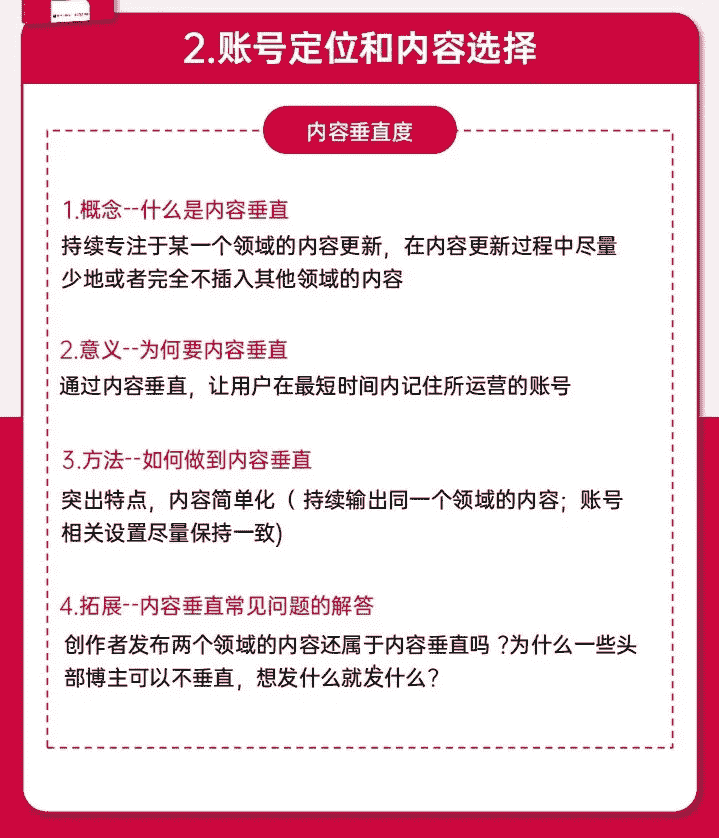 2.账号定位和内容选择
内容垂直度
1.概念--什么是内容垂直
持续专注于某一个领域的内容更新，在内容更新过程中尽量
少地或者完全不插入其他领域的内容
2.意义--为何要内容垂直
通过内容垂直，让用户在最短时间内记住所运营的账号
3.方法--如何做到内容垂直
突出特点，内容简单化（ 持续输出同一个领域的内容；账号
相关设置尽量保持一致)
4.拓展--内容垂直常见问题的解答
创作者发布两个领域的内容还属于内容垂直吗 ?为什么一些头
部博主可以不垂直，想发什么就发什么？